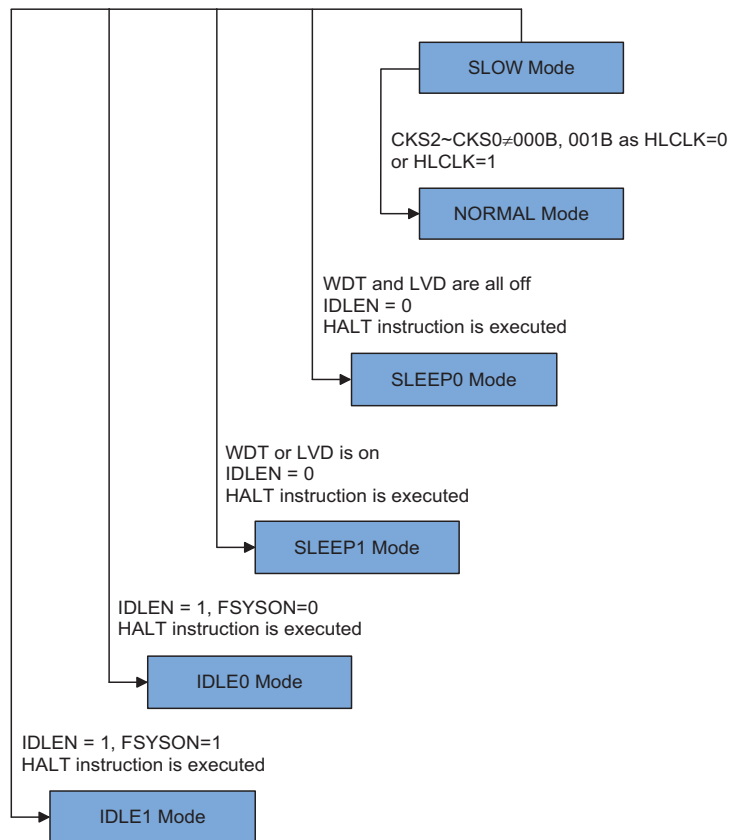 SLOW Mode
CKS2~CKS0≠000B, 001B as HLCLK=0
or HLCLK=1
NORMAL Mode
WDT and LVD are all off
IDLEN = 0
HALT instruction is executed
SLEEP0 Mode
WDT or LVD is on
IDLEN = 0
HALT instruction is executed
SLEEP1 Mode
IDLEN = 1, FSYSON=0
HALT instruction is executed
IDLE0 Mode
IDLEN = 1, FSYSON=1
HALT instruction is executed
IDLE1 Mode